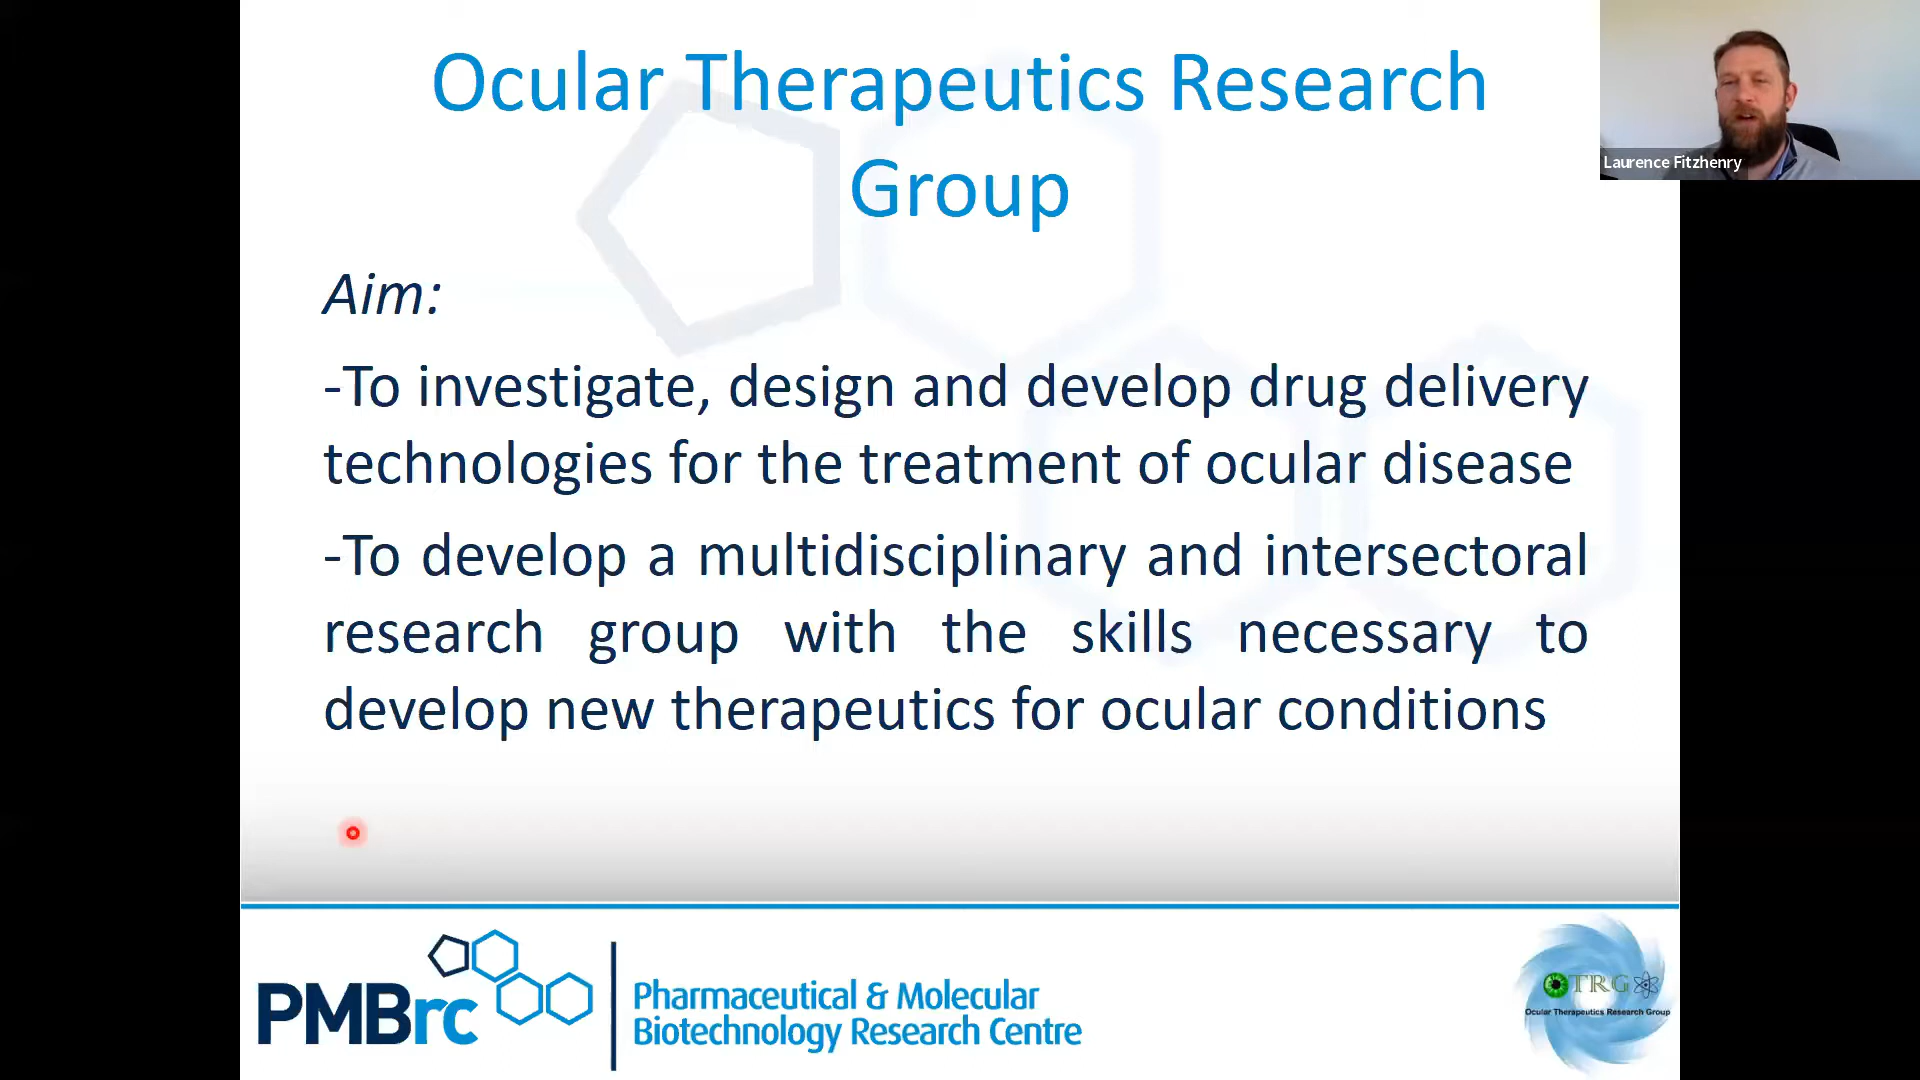 Ocular Therapeutics Research
Group
Laurence Fitzhenry
Aim:
-To investigate, design and develop drug delivery
technologies for the treatment of ocular disease
-To develop a multidisciplinary and intersectoral
research group with the skills necessary to
develop new therapeutics for ocular conditions
PMBrc
Pharmaceutical & Molecular
Biotechnology Research Centre
OTRG
Ocular Therapeutics Research Group